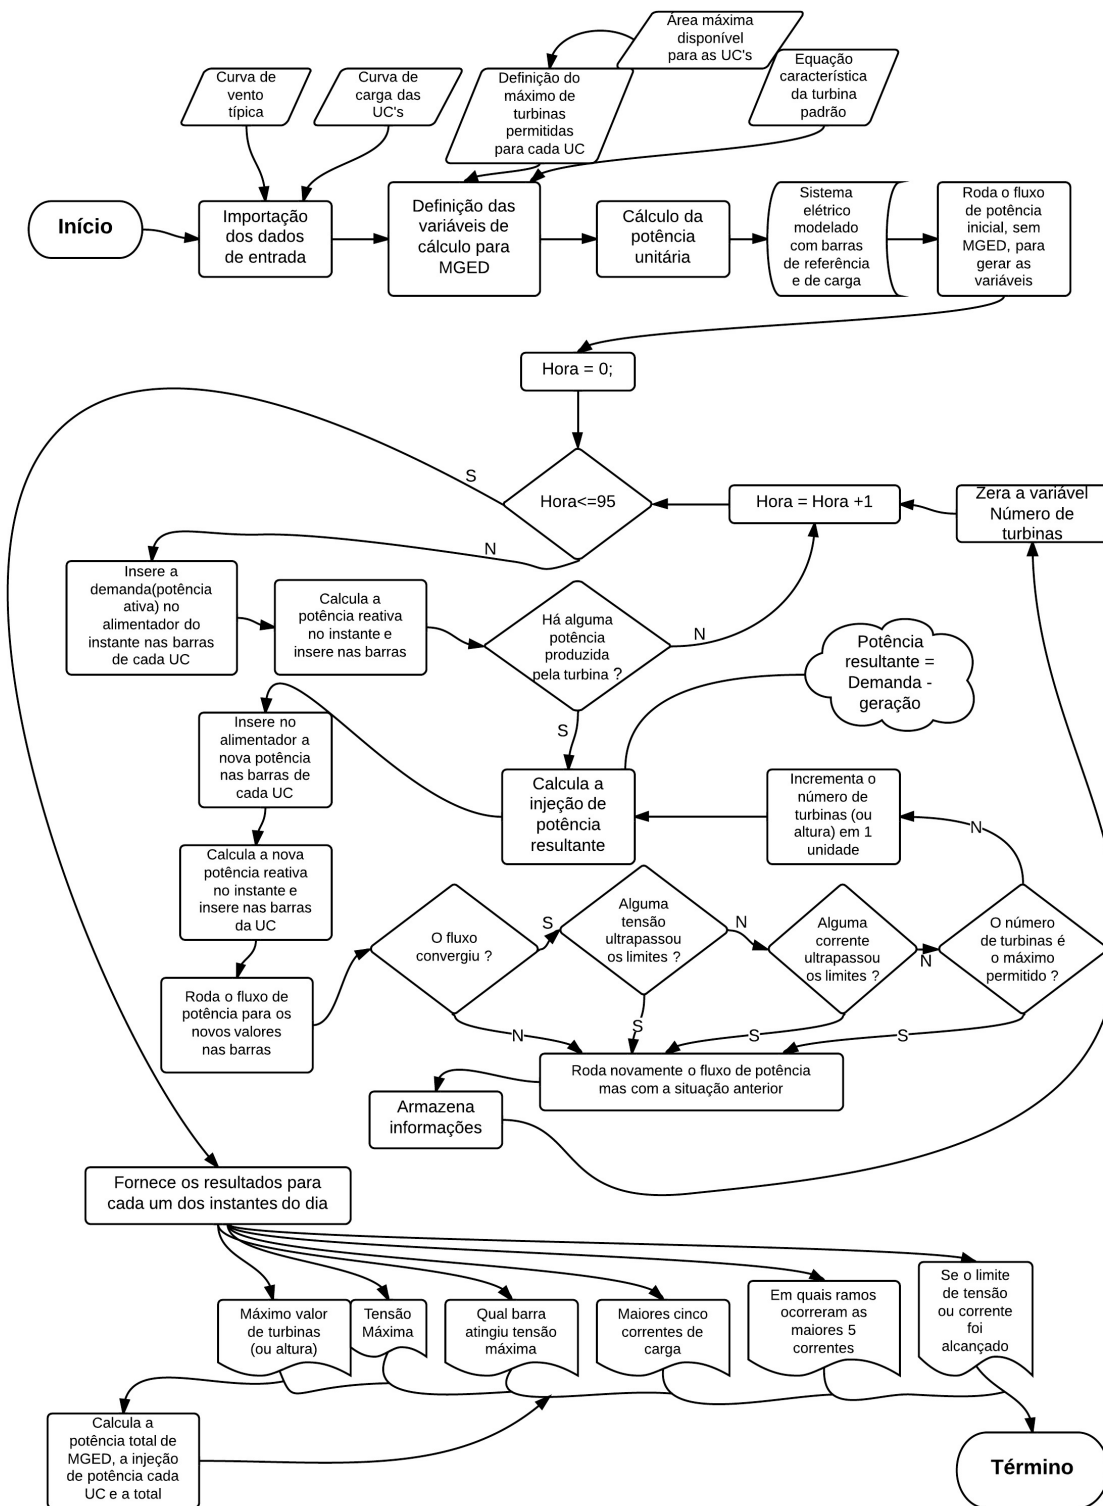 Área máxima
disponível
para as UC's
Curva de
vento
típica
Curva de
carga das
UC's
Definição do
máximo de
turbinas
permitidas
para cada UC
Equação
característica
da turbina
padrão
Início
Importação
dos dados
de entrada
Definição das
variáveis de
cálculo para
MGED
Cálculo da
potência
unitária
Sistema
elétrico
modelado
com barras
de referência
e de carga
Roda o fluxo
de potência
inicial, sem
MGED, para
gerar as
variáveis
Hora = 0;
S
Hora<=95
Hora = Hora +1
Zera a variável
Número de
turbinas
N
Insere a
demanda(potência
ativa) no
alimentador do
instante nas barras
de cada UC
Calcula a
potência reativa
no instante e
insere nas barras
Há alguma
potência
produzida
pela turbina ?
N
Potência
resultante =
Demanda -
geração
S
Insere no
alimentador a
nova potência
nas barras de
cada UC
Calcula a
injeção de
potência
resultante
Incrementa o
número de
turbinas (ou
altura) em 1
unidade
N
Calcula a nova
potência reativa
no instante e
insere nas barras
da UC
O fluxo
convergiu ?
S
Alguma
tensão
ultrapassou
os limites ?
N
Alguma
corrente
ultrapassou
os limites ?
N
O número
de turbinas é
o máximo
permitido ?
Roda o fluxo de
potência para os
novos valores
nas barras
N
S
S
S
Roda novamente o fluxo de potência
mas com a situação anterior
Armazena
informações
Fornece os resultados para
cada um dos instantes do dia
Máximo valor
de turbinas
(ou altura)
Tensão
Máxima
Qual barra
atingiu tensão
máxima
Maiores cinco
correntes de
carga
Em quais ramos
ocorreram as
maiores 5
correntes
Se o limite
de tensão
ou corrente
foi
alcançado
Calcula a
potência total de
MGED, a injeção
de potência cada
UC e a total
Término